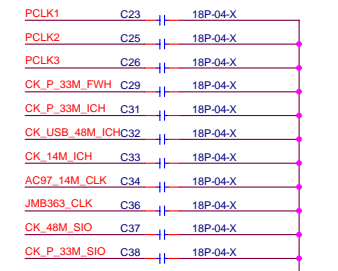 PCLK1 C23 18P-04-X
PCLK2 C25 18P-04-X
PCLK3 C26 18P-04-X
CK_P_33M_FWH C29 18P-04-X
CK_P_33M_ICH C31 18P-04-X
CK_USB_48M_ICH C32 18P-04-X
CK_14M_ICH C33 18P-04-X
AC97_14M_CLK C34 18P-04-X
JMB363_CLK C36 18P-04-X
CK_48M_SIO C37 18P-04-X
CK_P_33M_SIO C38 18P-04-X